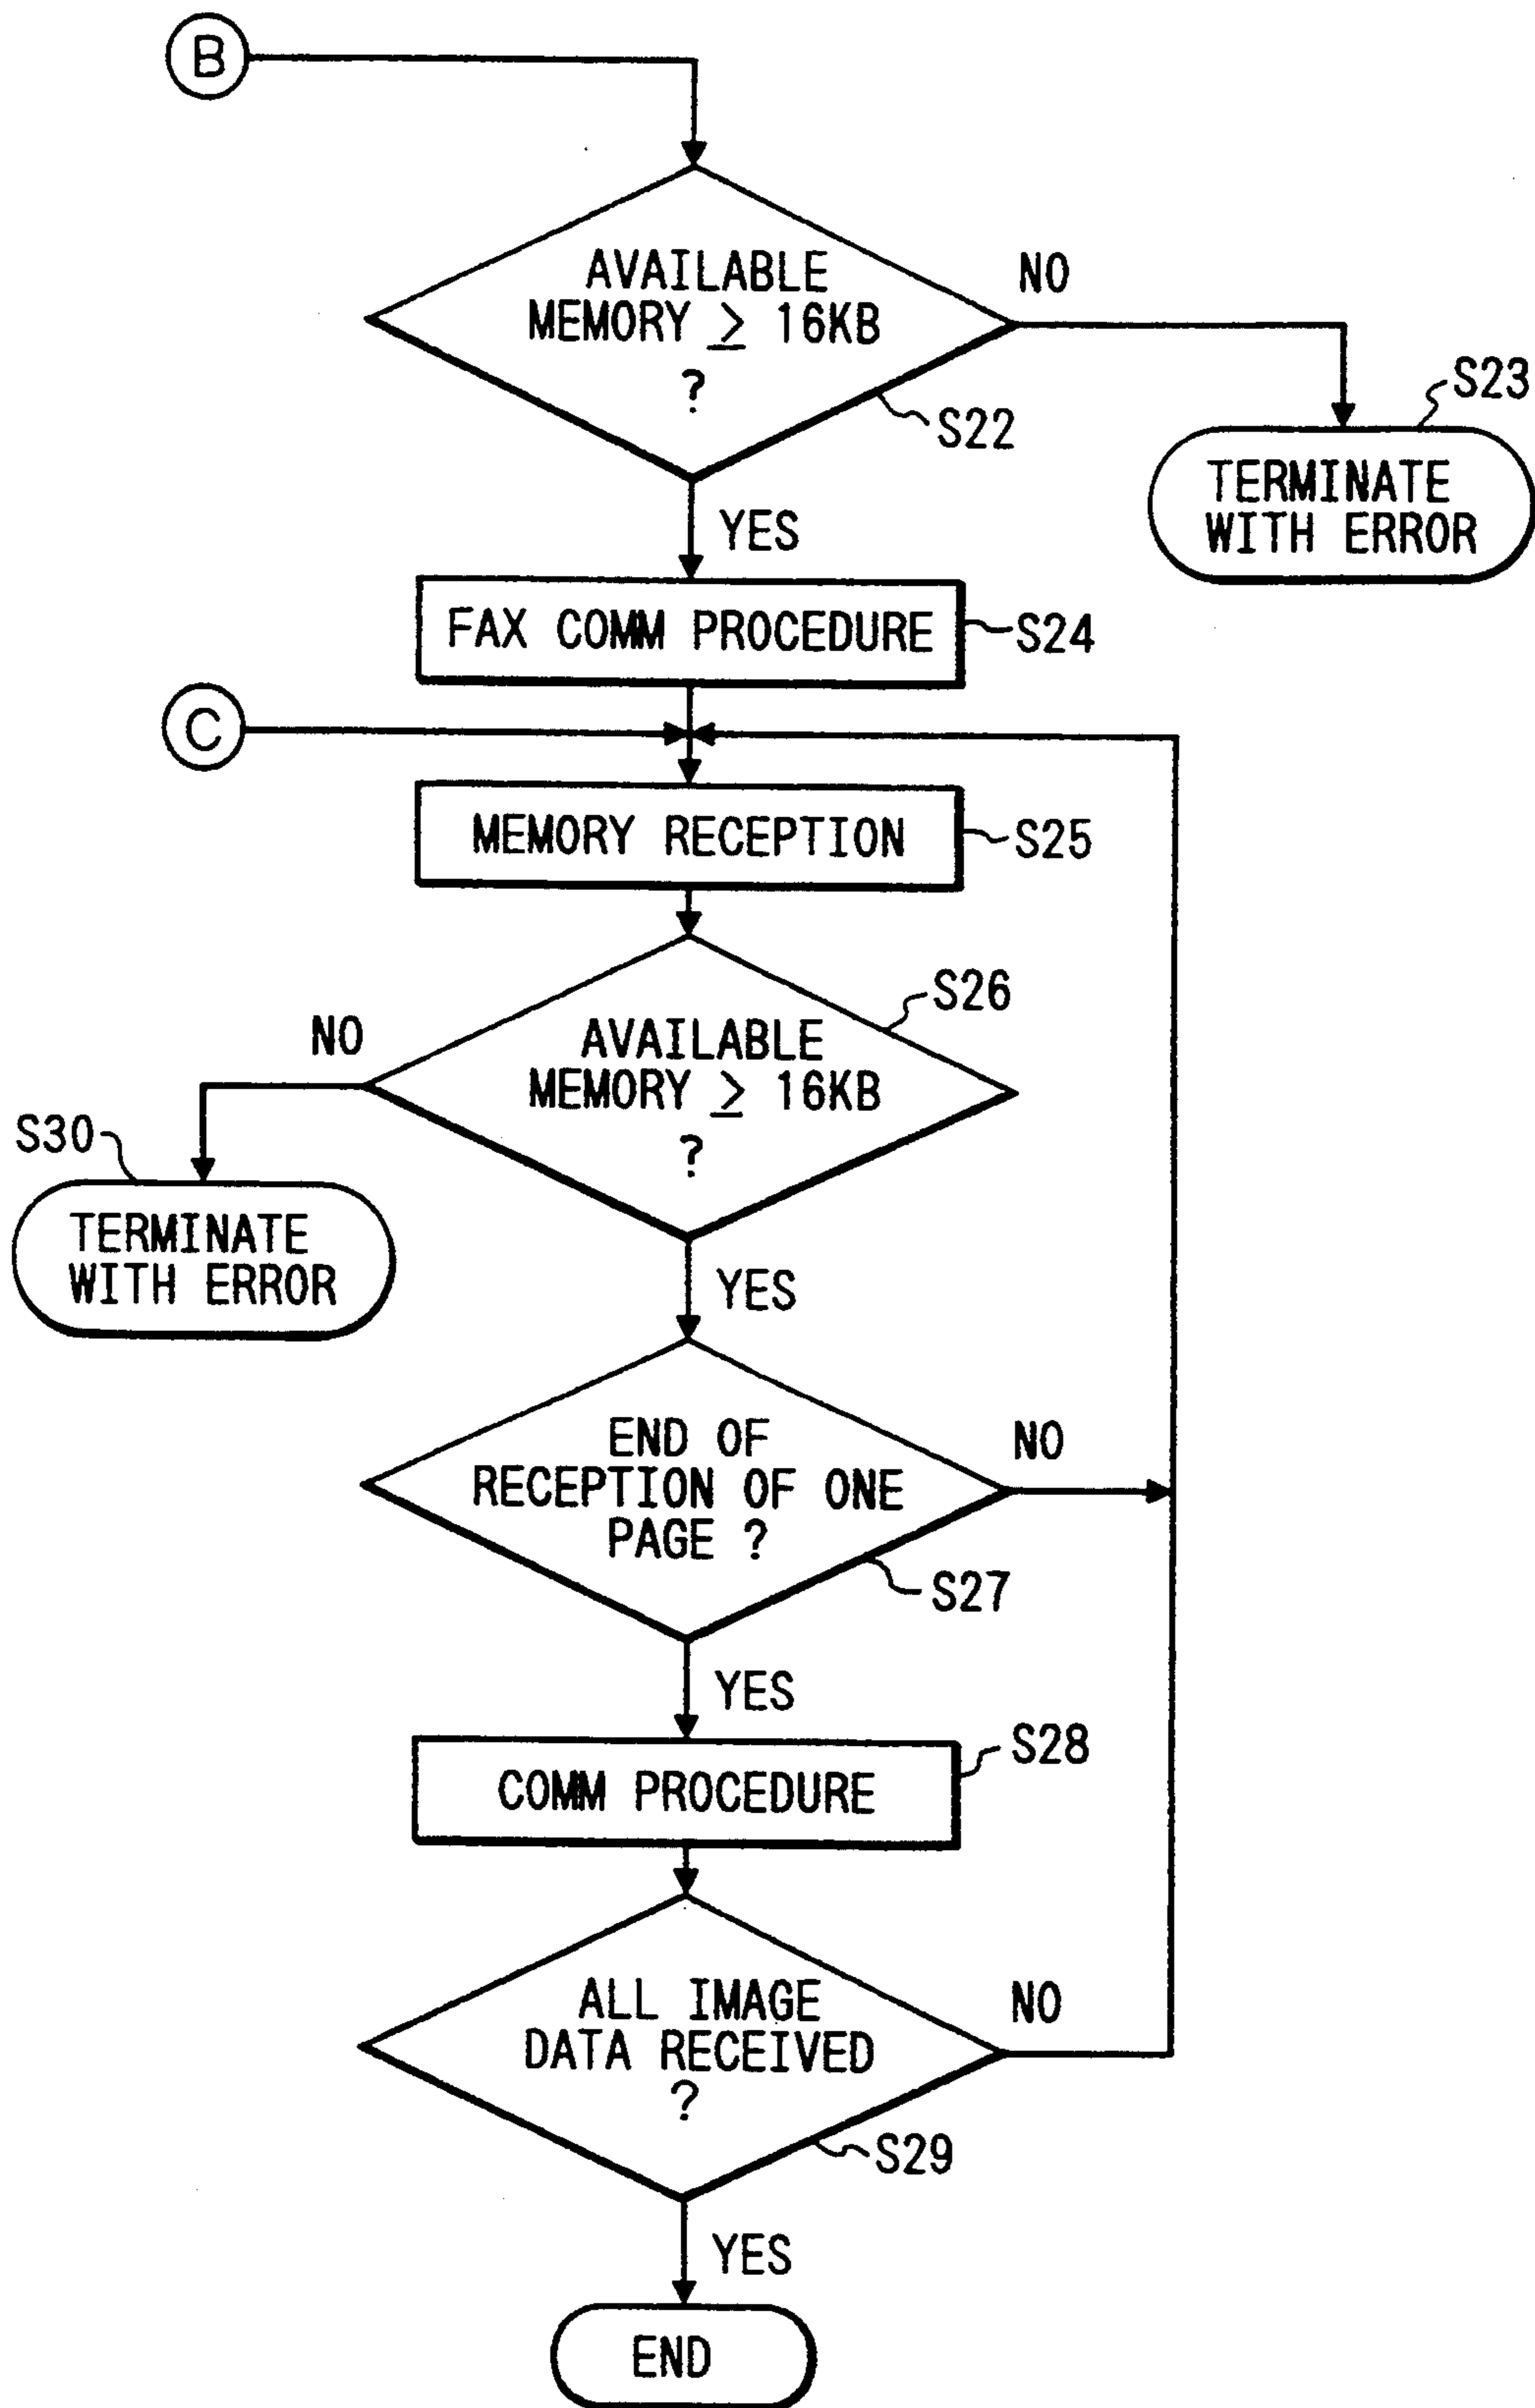 B
AVAILABLE
MEMORY ≥ 16KB
?
NO
S22
S23
TERMINATE
WITH ERROR
YES
FAX COMM PROCEDURE
S24
C
MEMORY RECEPTION
S25
S26
AVAILABLE
MEMORY ≥ 16KB
?
NO
S30
TERMINATE
WITH ERROR
YES
END OF
RECEPTION OF ONE
PAGE ?
NO
S27
YES
S28
COMM PROCEDURE
ALL IMAGE
DATA RECEIVED
?
NO
S29
YES
END